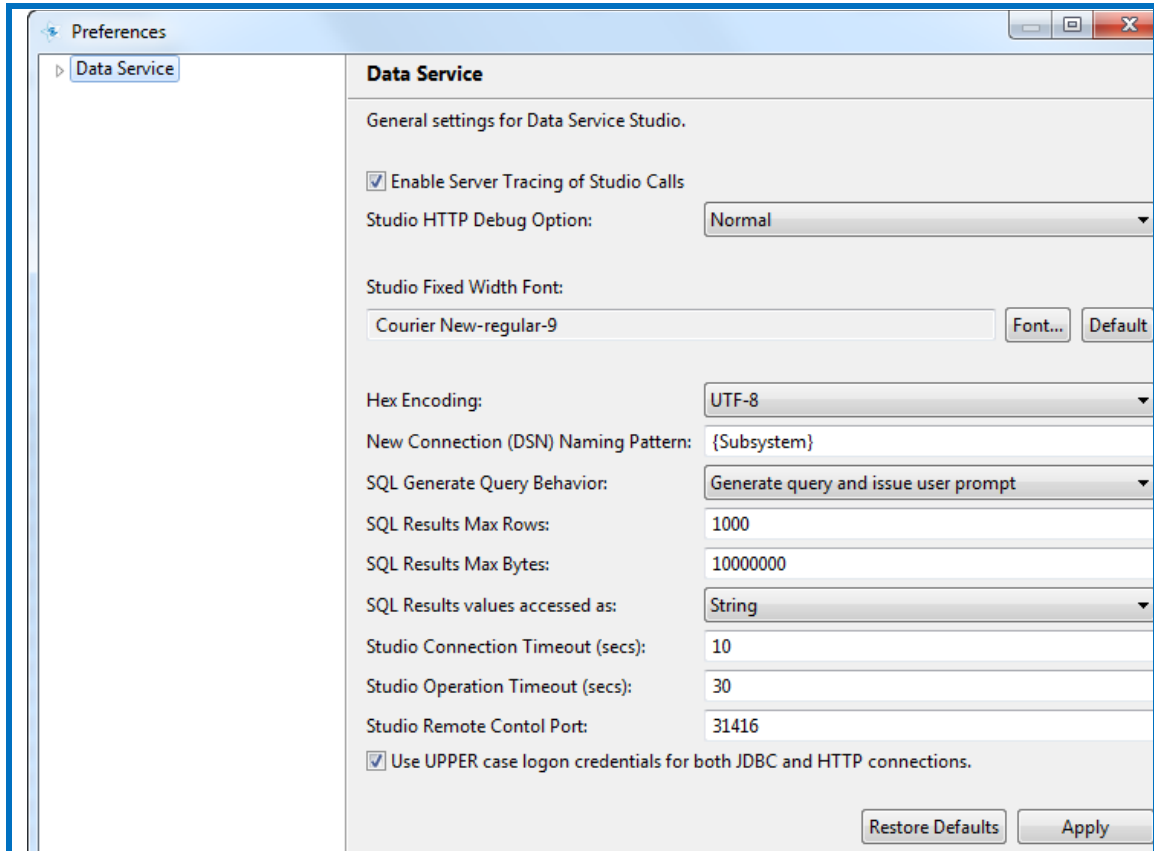 Preferences
Data Service
Data Service
General settings for Data Service Studio.
Enable Server Tracing of Studio Calls
Studio HTTP Debug Option: Normal
Studio Fixed Width Font:
Courier New-regular-9 Font... Default
Hex Encoding: UTF-8
New Connection (DSN) Naming Pattern: {Subsystem}
SQL Generate Query Behavior: Generate query and issue user prompt
SQL Results Max Rows: 1000
SQL Results Max Bytes: 10000000
SQL Results values accessed as: String
Studio Connection Timeout (secs): 10
Studio Operation Timeout (secs): 30
Studio Remote Contol Port: 31416
Use UPPER case logon credentials for both JDBC and HTTP connections.
Restore Defaults Apply